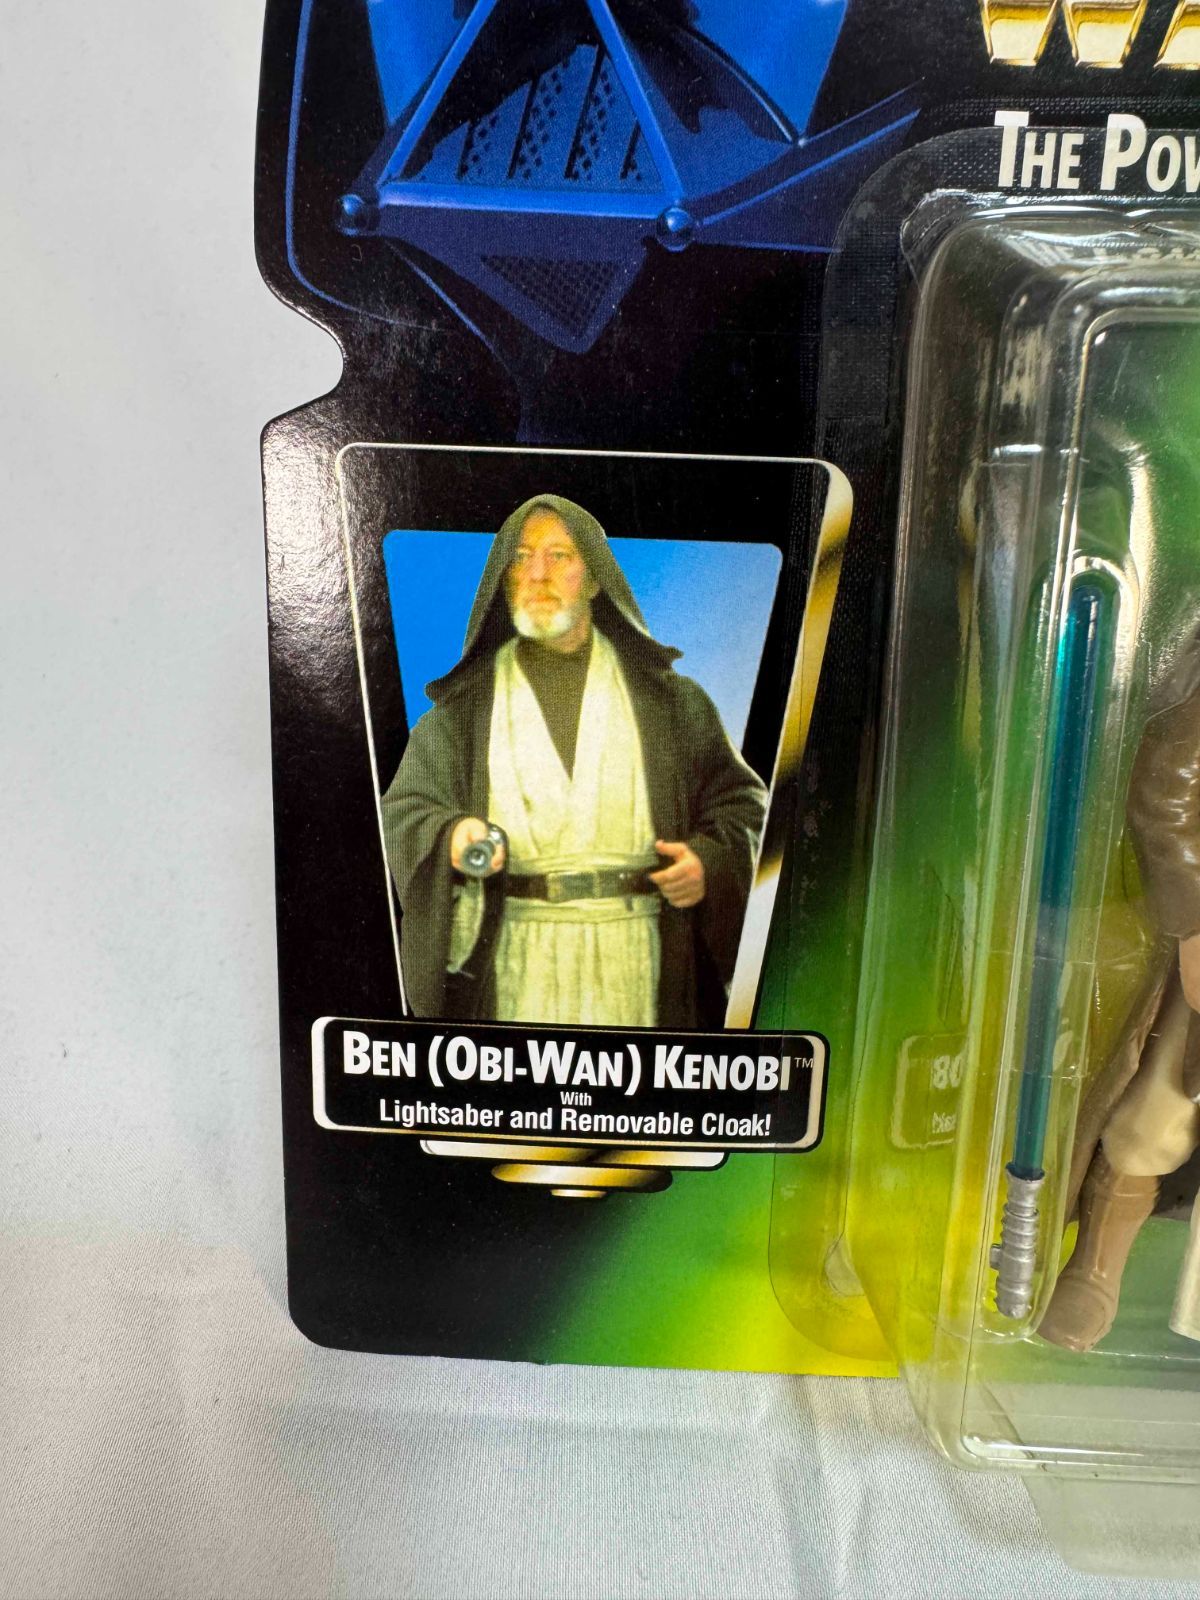 THE POW
BEN (OBI-WAN) KENOBI™
With
Lightsaber and Removable Cloak!